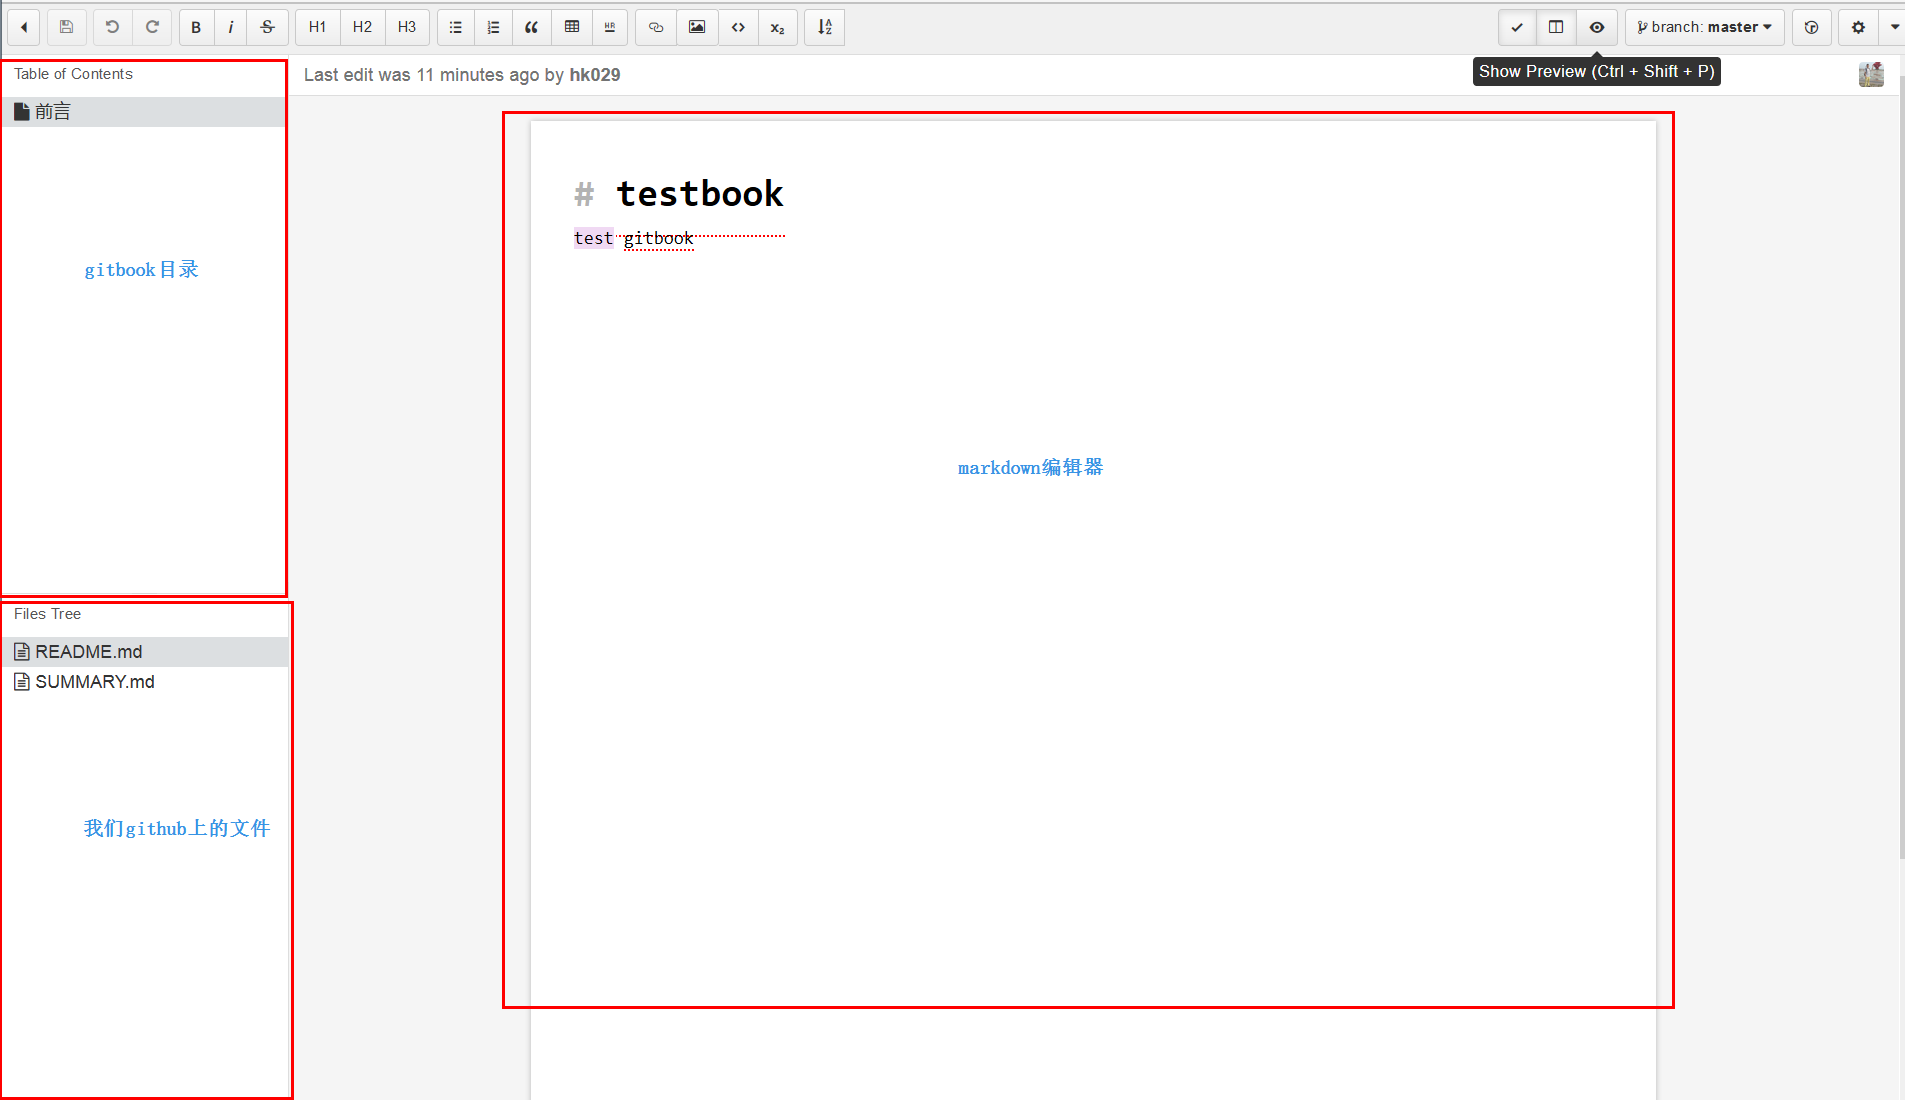 B i S H1 H2 H3 HR x2 AZ branch: master
Table of Contents
Last edit was 11 minutes ago by hk029
Show Preview (Ctrl + Shift + P)
前言
# testbook
test gitbook
gitbook目录
markdown编辑器
Files Tree
README.md
SUMMARY.md
我们github上的文件